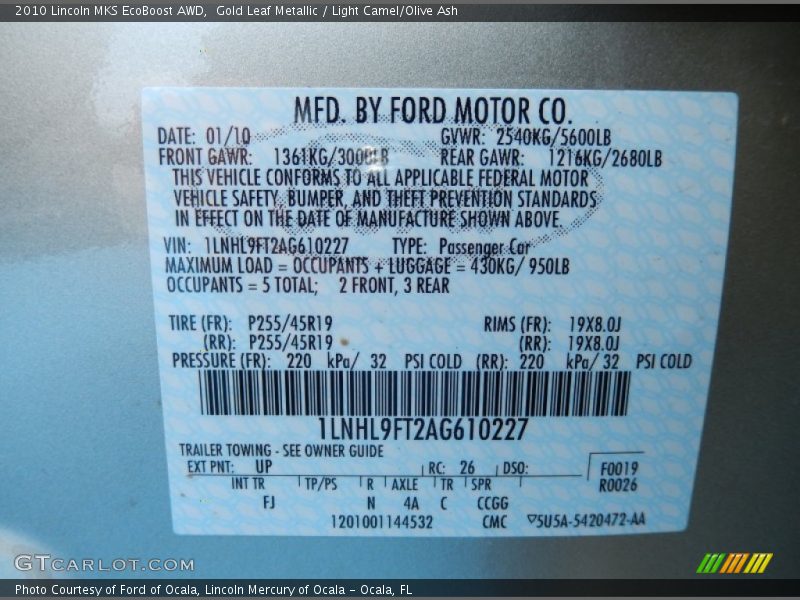 2010 Lincoln MKS EcoBoost AWD, Gold Leaf Metallic / Light Camel/Olive Ash
MFD. BY FORD MOTOR CO.
DATE: 01/10 GVWR: 2540KG/5600LB
FRONT GAWR: 1361KG/3000LB REAR GAWR: 1216KG/2680LB
THIS VEHICLE CONFORMS TO ALL APPLICABLE FEDERAL MOTOR
VEHICLE SAFETY, BUMPER, AND THEFT PREVENTION STANDARDS
IN EFFECT ON THE DATE OF MANUFACTURE SHOWN ABOVE.
VIN: 1LNHL9FT2AG610227 TYPE: Passenger Car
MAXIMUM LOAD = OCCUPANTS + LUGGAGE = 430KG/ 950LB
OCCUPANTS = 5 TOTAL; 2 FRONT, 3 REAR
TIRE (FR): P255/45R19 RIMS (FR): 19X8.0J
(RR): P255/45R19 (RR): 19X8.0J
PRESSURE (FR): 220 kPa/ 32 PSI COLD (RR): 220 kPa/ 32 PSI COLD
1LNHL9FT2AG610227
TRAILER TOWING - SEE OWNER GUIDE
EXT PNT: UP RC: 26 DSO: F0019
INT TR TP/PS R AXLE TR SPR R0026
FJ N 4A C CCGG
1201001144532 CMC ▽5U5A-5420472-AA
GTCARLOT.COM
Photo Courtesy of Ford of Ocala, Lincoln Mercury of Ocala – Ocala, FL